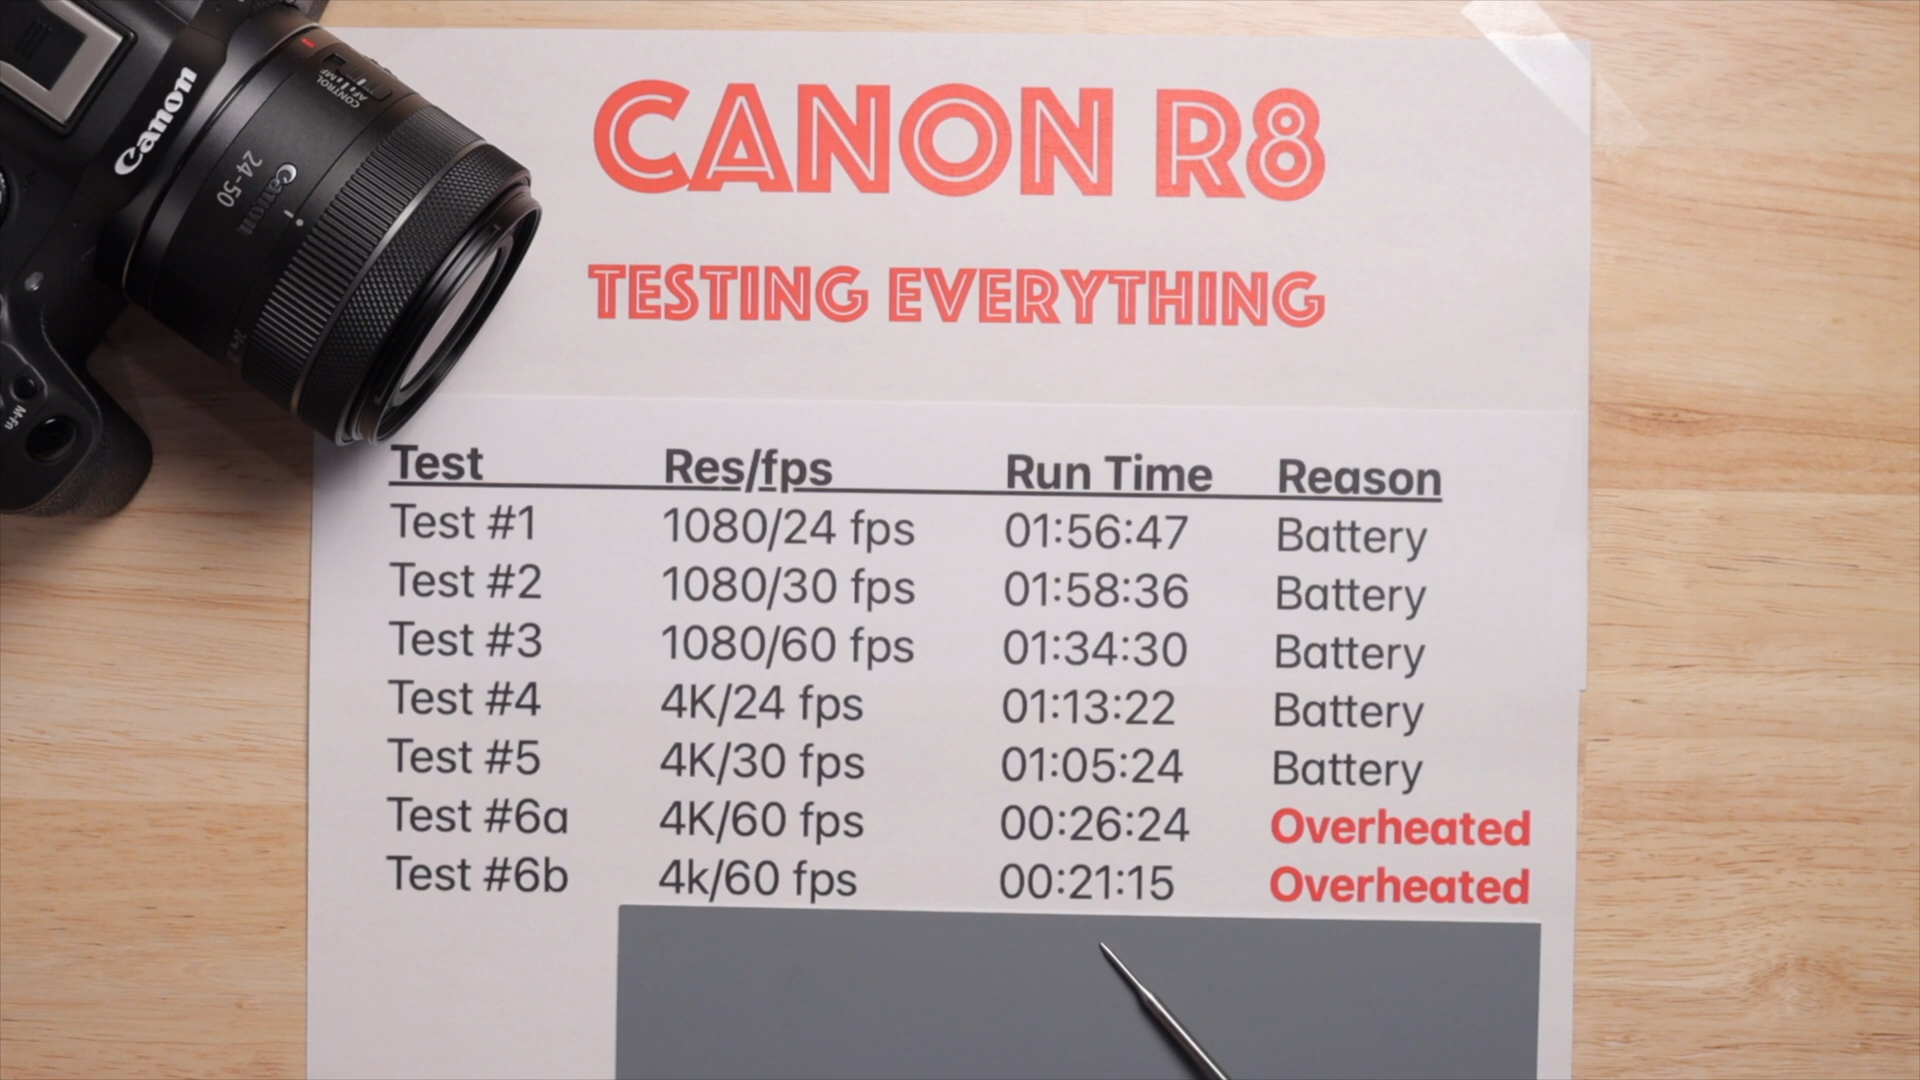 Canon
CONTROL
AF MF
Canon
24-50
M-Fn
CANON R8
TESTING EVERYTHING
Test Res/fps Run Time Reason
Test #1 1080/24 fps 01:56:47 Battery
Test #2 1080/30 fps 01:58:36 Battery
Test #3 1080/60 fps 01:34:30 Battery
Test #4 4K/24 fps 01:13:22 Battery
Test #5 4K/30 fps 01:05:24 Battery
Test #6a 4K/60 fps 00:26:24 Overheated
Test #6b 4k/60 fps 00:21:15 Overheated